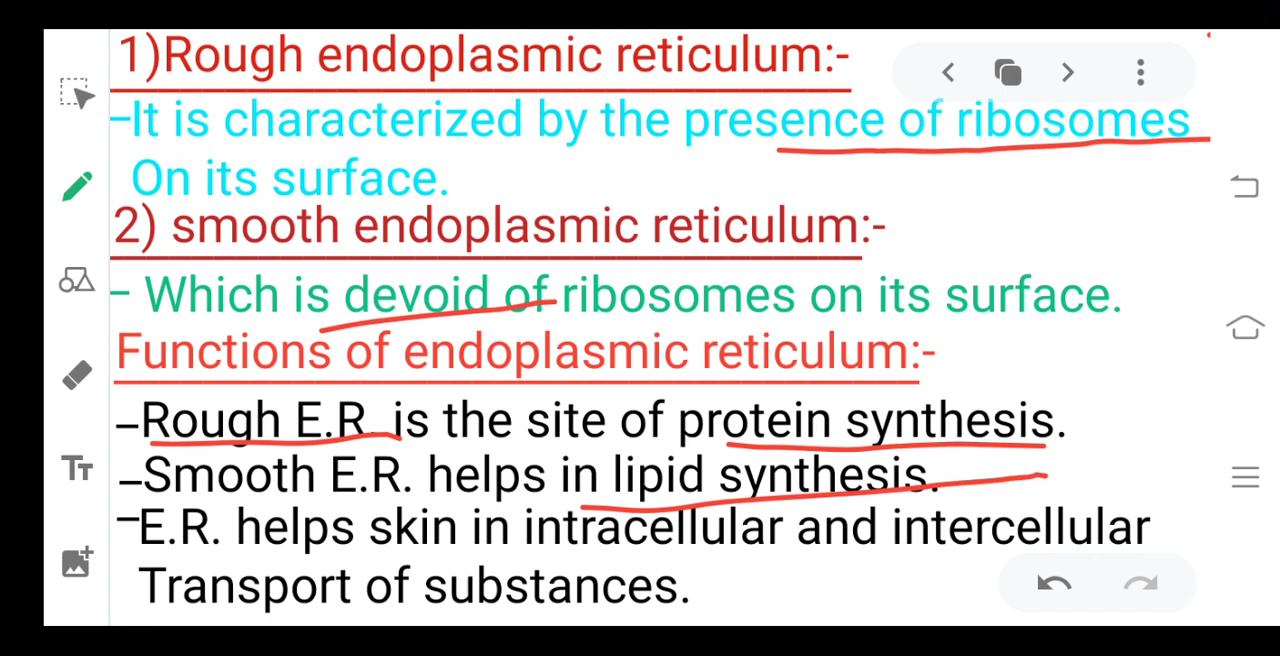 1)Rough endoplasmic reticulum:-
-It is characterized by the presence of ribosomes
On its surface.
2) smooth endoplasmic reticulum:-
- Which is devoid of ribosomes on its surface.
Functions of endoplasmic reticulum:-
-Rough E.R. is the site of protein synthesis.
-Smooth E.R. helps in lipid synthesis.
-E.R. helps skin in intracellular and intercellular
Transport of substances.
TT